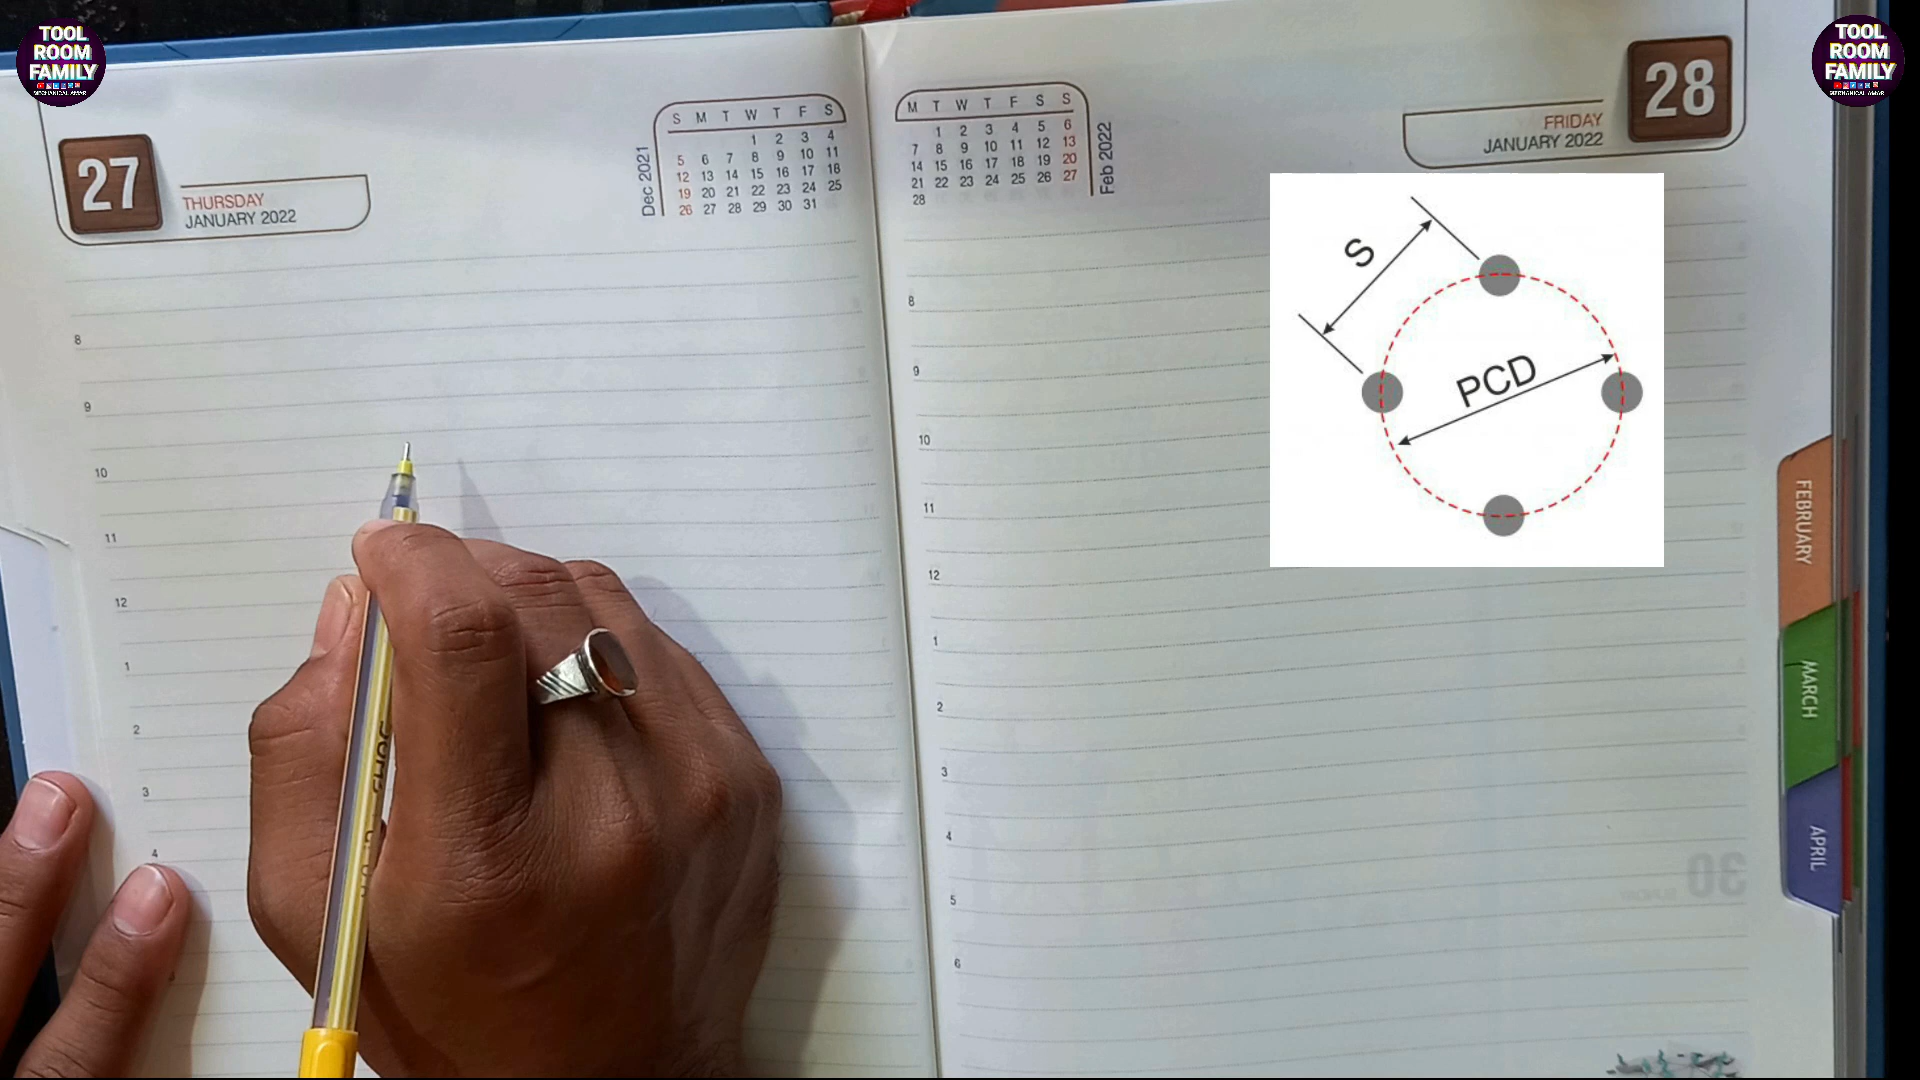 TOOL
ROOM
FAMILY
MECHANICAL AMAR
27
THURSDAY
JANUARY 2022
Dec 2021
S M T W T F S
1 2 3 4
5 6 7 8 9 10 11
12 13 14 15 16 17 18
19 20 21 22 23 24 25
26 27 28 29 30 31
8
9
10
11
12
1
2
3
4
M T W T F S S
1 2 3 4 5 6
7 8 9 10 11 12 13
14 15 16 17 18 19 20
21 22 23 24 25 26 27
28
Feb 2022
FRIDAY
JANUARY 2022
28
TOOL
ROOM
FAMILY
MECHANICAL AMAR
S
PCD
8
9
10
11
12
1
2
3
4
5
6
FEBRUARY
MARCH
APRIL
30